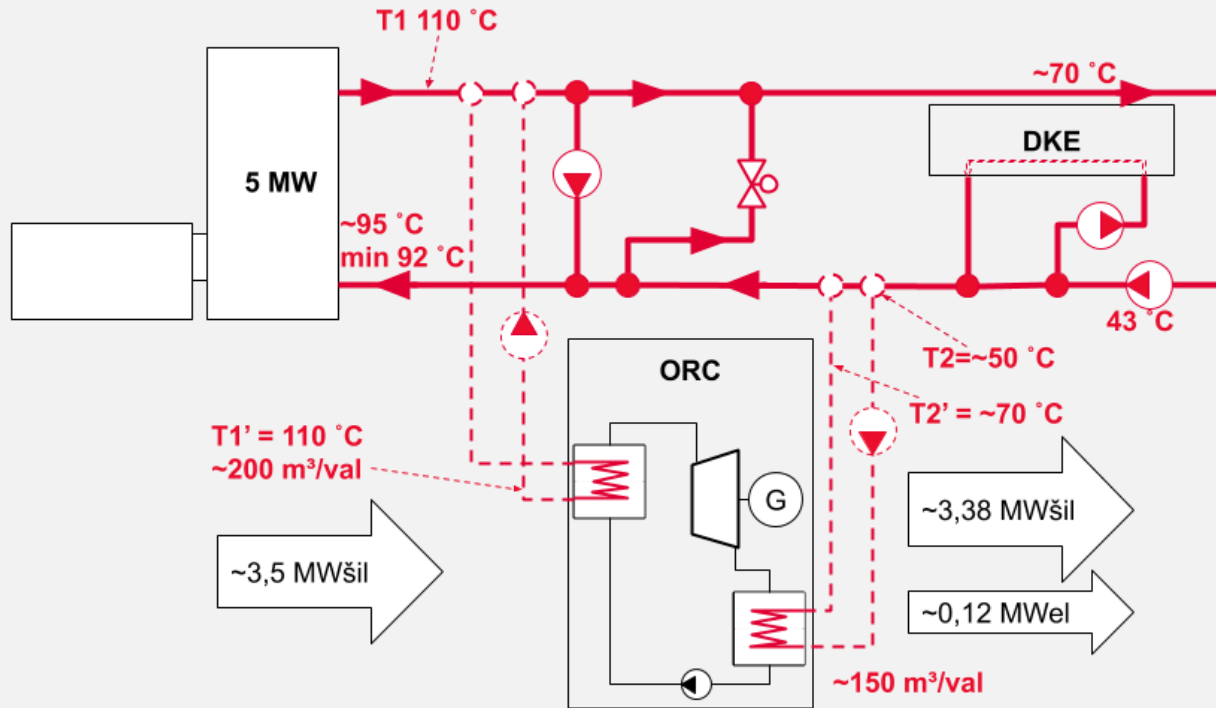 T1 110 ˚C
~70 ˚C
DKE
5 MW
~95 ˚C
min 92 ˚C
43 ˚C
T2=~50 ˚C
ORC
T2’ = ~70 ˚C
T1’ = 110 ˚C
~200 m³/val
G
~3,38 MWšil
~3,5 MWšil
~0,12 MWel
~150 m³/val